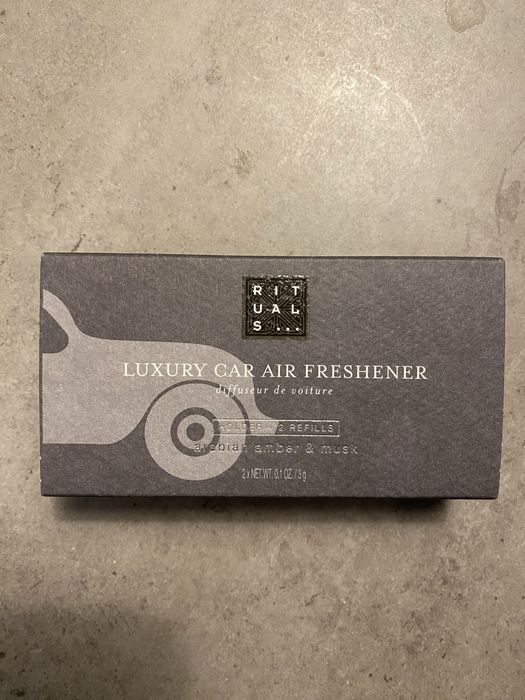 RIT
UAL
S...
LUXURY CAR AIR FRESHENER
diffuseur de voiture
HOLDER + 2 REFILLS
arabian amber & musk
2 x NET.WT. 0.1 OZ. / 3 g